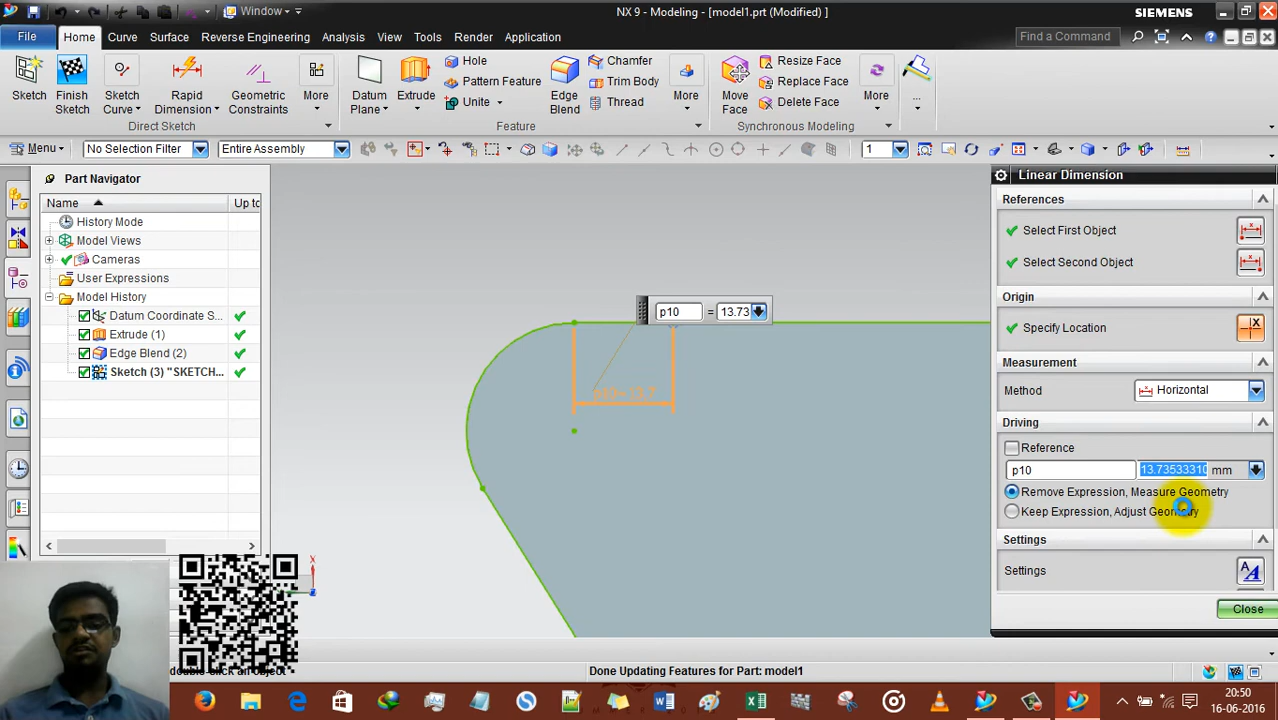 Window
NX 9 - Modeling - [model1.prt (Modified) ]
SIEMENS
File
Home
Curve
Surface
Reverse Engineering
Analysis
View
Tools
Render
Application
Find a Command
Sketch
Finish Sketch
Sketch Curve
Rapid Dimension
Geometric Constraints
More
Direct Sketch
Datum Plane
Extrude
Hole
Pattern Feature
Unite
Edge Blend
Chamfer
Trim Body
Thread
More
Feature
Move Face
Resize Face
Replace Face
Delete Face
More
Synchronous Modeling
...
Menu
No Selection Filter
Entire Assembly
1
Part Navigator
Name
Up to
History Mode
Model Views
Cameras
User Expressions
Model History
Datum Coordinate S...
Extrude (1)
Edge Blend (2)
Sketch (3) "SKETCH...
p10 = 13.73
X
Linear Dimension
References
Select First Object
Select Second Object
Origin
Specify Location
Measurement
Method
Horizontal
Driving
Reference
p10
13.73533310
mm
Remove Expression, Measure Geometry
Keep Expression, Adjust Geometry
Settings
Settings
Close
double-click an object
Done Updating Features for Part: model1
20:50
16-06-2016